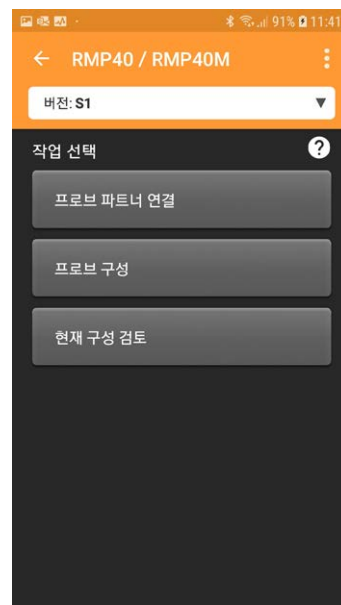 91% 11:41
RMP40 / RMP40M
버전: S1
작업 선택
?
프로브 파트너 연결
프로브 구성
현재 구성 검토